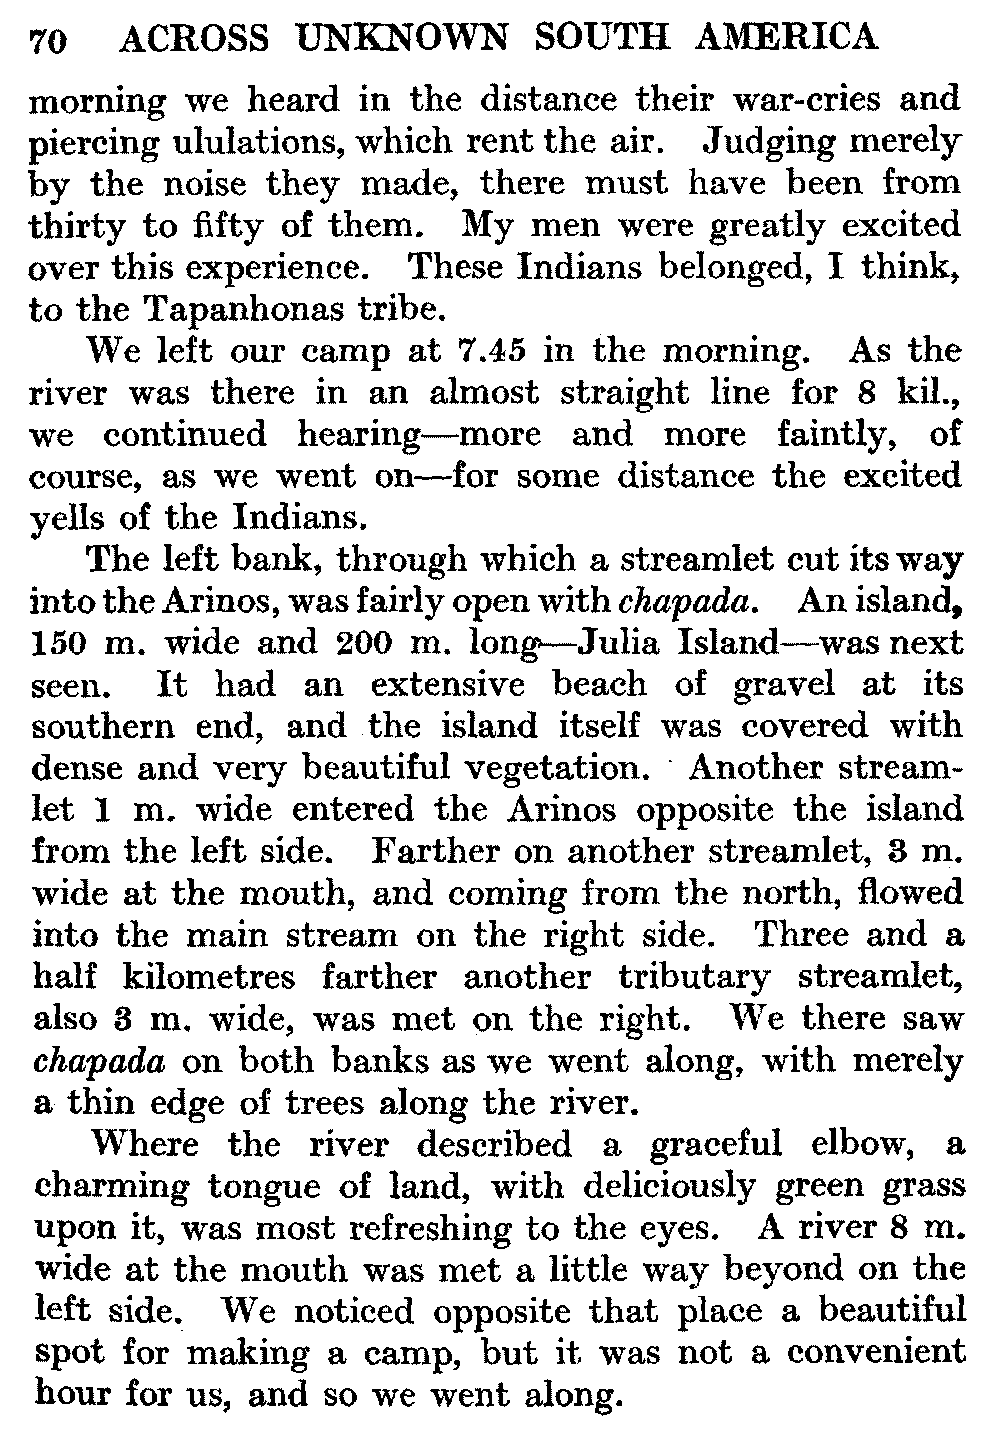 70 ACROSS UNKNOWN SOUTH AMERICA
morning we heard in the distance their war-cries and
piercing ululations, which rent the air. Judging merely
by the noise they made, there must have been from
thirty to fifty of them. My men were greatly excited
over this experience. These Indians belonged, I think,
to the Tapanhonas tribe.
We left our camp at 7.45 in the morning. As the
river was there in an almost straight line for 8 kil.,
we continued hearing—more and more faintly, of
course, as we went on—for some distance the excited
yells of the Indians.
The left bank, through which a streamlet cut its way
into the Arinos, was fairly open with chapada. An island,
150 m. wide and 200 m. long—Julia Island—was next
seen. It had an extensive beach of gravel at its
southern end, and the island itself was covered with
dense and very beautiful vegetation. Another stream-
let 1 m. wide entered the Arinos opposite the island
from the left side. Farther on another streamlet, 3 m.
wide at the mouth, and coming from the north, flowed
into the main stream on the right side. Three and a
half kilometres farther another tributary streamlet,
also 3 m. wide, was met on the right. We there saw
chapada on both banks as we went along, with merely
a thin edge of trees along the river.
Where the river described a graceful elbow, a
charming tongue of land, with deliciously green grass
upon it, was most refreshing to the eyes. A river 8 m.
wide at the mouth was met a little way beyond on the
left side. We noticed opposite that place a beautiful
spot for making a camp, but it was not a convenient
hour for us, and so we went along.